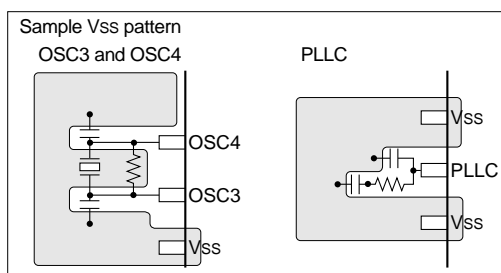 Sample Vss pattern
OSC3 and OSC4
PLLC
OSC4
OSC3
Vss
Vss
PLLC
Vss